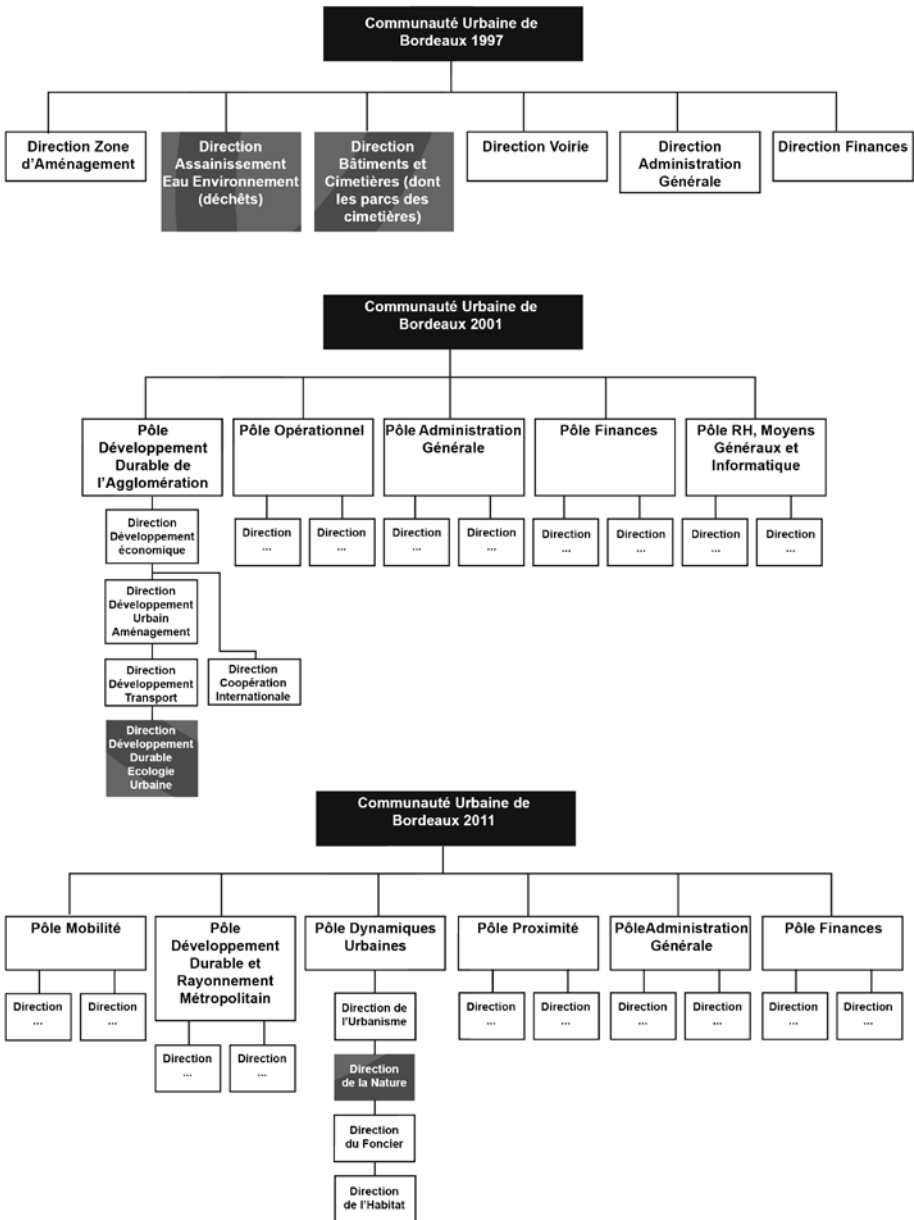 Communauté Urbaine de
Bordeaux 1997
Direction Zone
d'Aménagement
Direction
Assainissement
Eau Environnement
(déchêts)
Direction
Bâtiments et
Cimetières (dont
les parcs des
cimetières)
Direction Voirie
Direction
Administration
Générale
Direction Finances
Communauté Urbaine de
Bordeaux 2001
Pôle
Développement
Durable de
l'Agglomération
Pôle Opérationnel
Pôle Administration
Générale
Pôle Finances
Pôle RH, Moyens
Généraux et
Informatique
Direction
Développement
économique
Direction
...
Direction
...
Direction
...
Direction
...
Direction
...
Direction
...
Direction
...
Direction
...
Direction
Développement
Urbain
Aménagement
Direction
Développement
Transport
Direction
Coopération
Internationale
Direction
Développement
Durable
Ecologie
Urbaine
Communauté Urbaine de
Bordeaux 2011
Pôle Mobilité
Pôle
Développement
Durable et
Rayonnement
Métropolitain
Pôle Dynamiques
Urbaines
Pôle Proximité
PôleAdministration
Générale
Pôle Finances
Direction
...
Direction
...
Direction
...
Direction
...
Direction de
l'Urbanisme
Direction
de la Nature
Direction
du Foncier
Direction
de l'Habitat
Direction
...
Direction
...
Direction
...
Direction
...
Direction
...
Direction
...